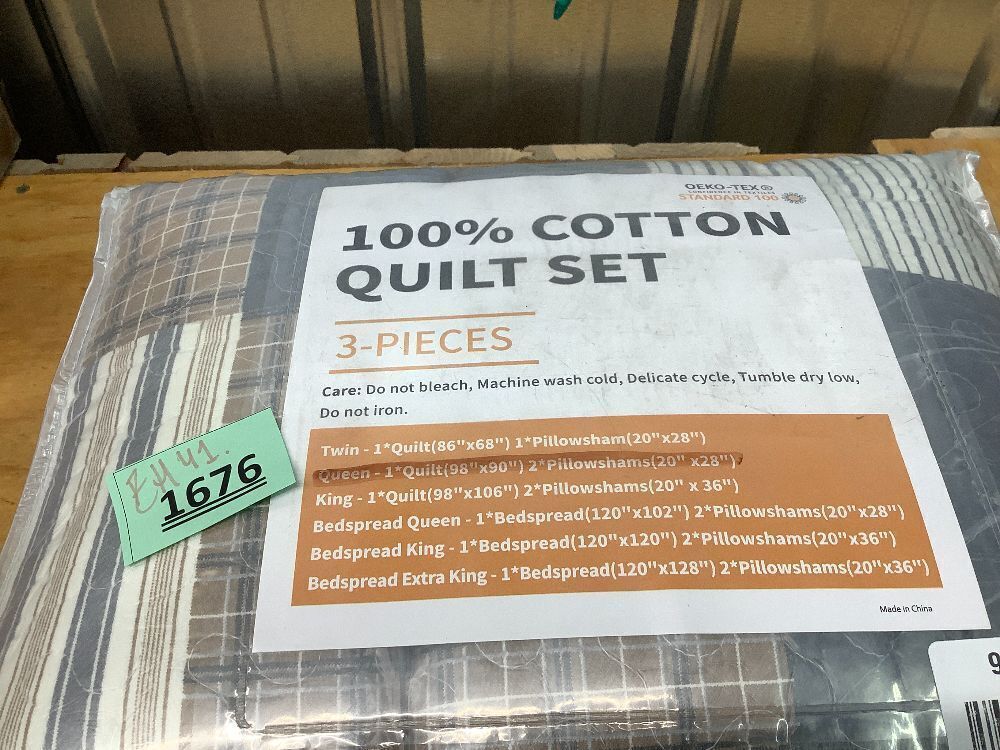 OEKO-TEX®
CONFIDENCE IN TEXTILES
STANDARD 100
100% COTTON
QUILT SET
3-PIECES
Care: Do not bleach, Machine wash cold, Delicate cycle, Tumble dry low,
Do not iron.
Twin - 1*Quilt(86"x68") 1*Pillowsham(20"x28")
Queen - 1*Quilt(98"x90") 2*Pillowshams(20" x28")
King - 1*Quilt(98"x106") 2*Pillowshams(20" x 36")
Bedspread Queen - 1*Bedspread(120"x102") 2*Pillowshams(20"x28")
Bedspread King - 1*Bedspread(120"x120") 2*Pillowshams(20"x36")
Bedspread Extra King - 1*Bedspread(120"x128") 2*Pillowshams(20"x36")
Made in China
1676